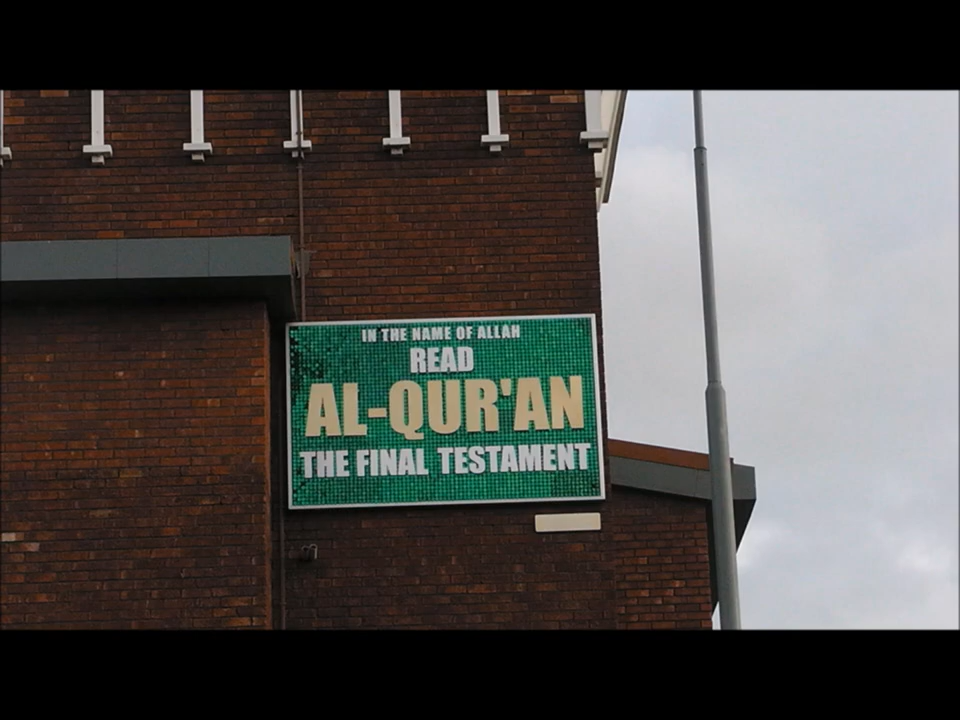 IN THE NAME OF ALLAH
READ
AL-QUR'AN
THE FINAL TESTAMENT